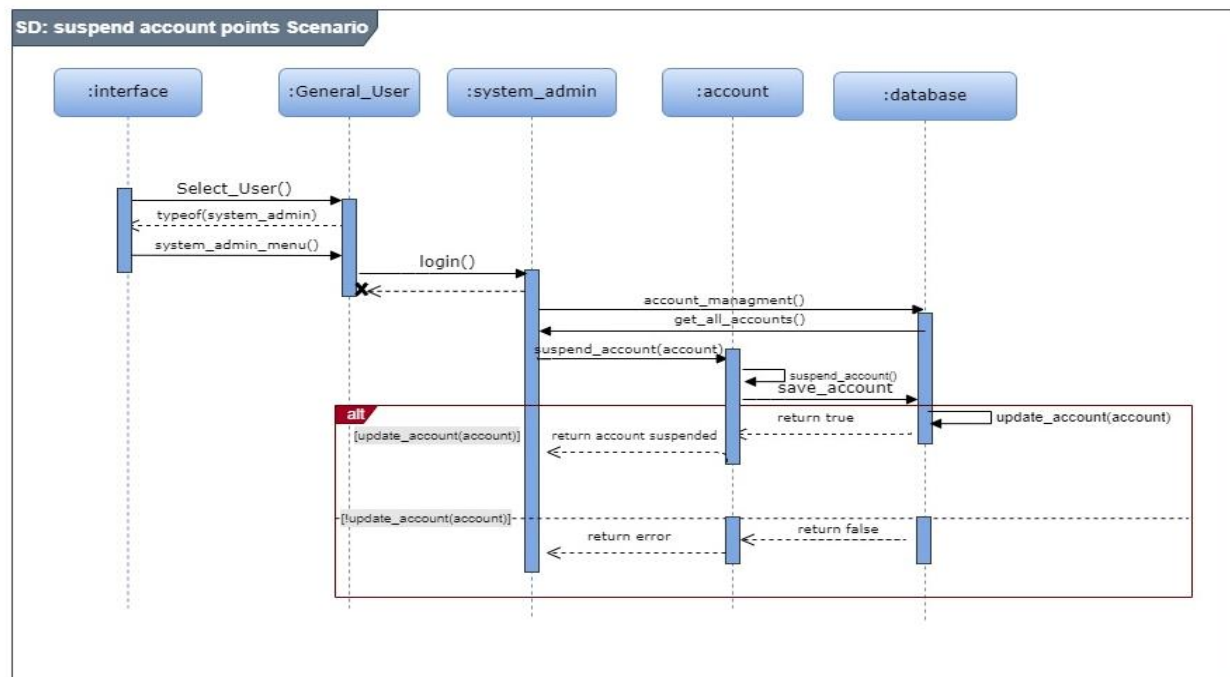 SD: suspend account points Scenario
:interface
:General_User
:system_admin
:account
:database
Select_User()
typeof(system_admin)
system_admin_menu()
login()
account_managment()
get_all_accounts()
suspend_account(account)
suspend_account()
save_account
alt
update_account(account)
return true
[update_account(account)]
return account suspended
[!update_account(account)]
return false
return error